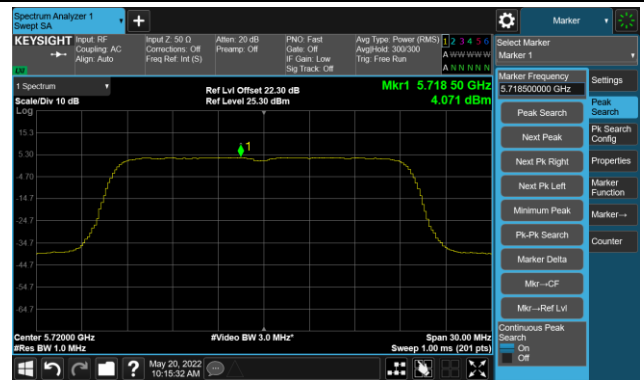 Spectrum Analyzer 1
Swept SA
+
Marker
KEYSIGHT
Input: RF
Coupling: AC
Align: Auto
Input Z: 50 Ω
Corrections: Off
Freq Ref: Int (S)
Atten: 20 dB
Preamp: Off
PNO: Fast
Gate: Off
IF Gain: Low
Sig Track: Off
Avg Type: Power (RMS)
Avg|Hold: 300/300
Trig: Free Run
1 2 3 4 5 6
A W W W W W
A N N N N N
LW
Select Marker
Marker 1
1 Spectrum
Scale/Div 10 dB
Log
Ref Lvl Offset 22.30 dB
Ref Level 25.30 dBm
Mkr1 5.718 50 GHz
4.071 dBm
15.3
5.30
-4.70
-14.7
-24.7
-34.7
-44.7
-54.7
-64.7
1
Center 5.72000 GHz
#Res BW 1.0 MHz
#Video BW 3.0 MHz*
Span 30.00 MHz
Sweep 1.00 ms (201 pts)
Marker Frequency
5.718500000 GHz
Peak Search
Next Peak
Next Pk Right
Next Pk Left
Minimum Peak
Pk-Pk Search
Marker Delta
Mkr→CF
Mkr→Ref Lvl
Continuous Peak
Search
On
Off
Settings
Peak
Search
Pk Search
Config
Properties
Marker
Function
Marker→
Counter
?
May 20, 2022
10:15:32 AM